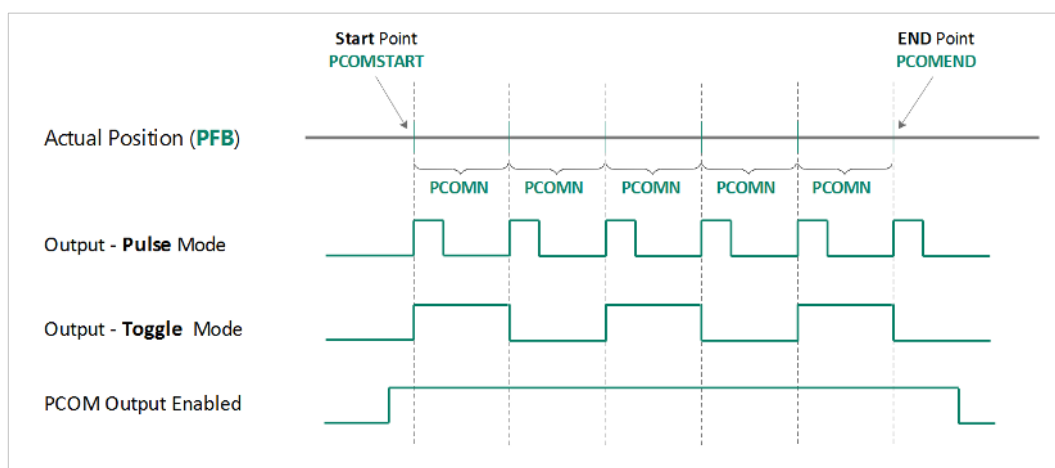 Start Point
PCOMSTART
END Point
PCOMEND
Actual Position (PFB)
PCOMN PCOMN PCOMN PCOMN PCOMN
Output - Pulse Mode
Output - Toggle Mode
PCOM Output Enabled